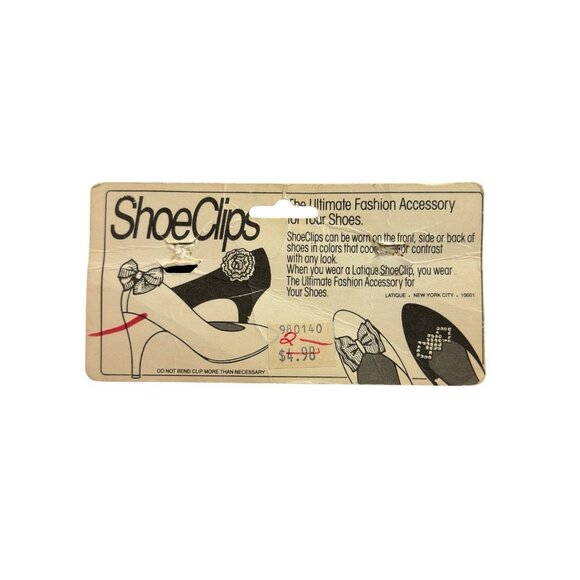 ShoeClips
The Ultimate Fashion Accessory
for Your Shoes.
ShoeClips can be worn on the front, side or back of
shoes in colors that coo or contrast
with any look.
When you wear a Latique ShoeClip, you wear
The Ultimate Fashion Accessory for
Your Shoes.
LATIQUE • NEW YORK CITY • 10001
980140
2—
$4.98
DO NOT BEND CLIP MORE THAN NECESSARY